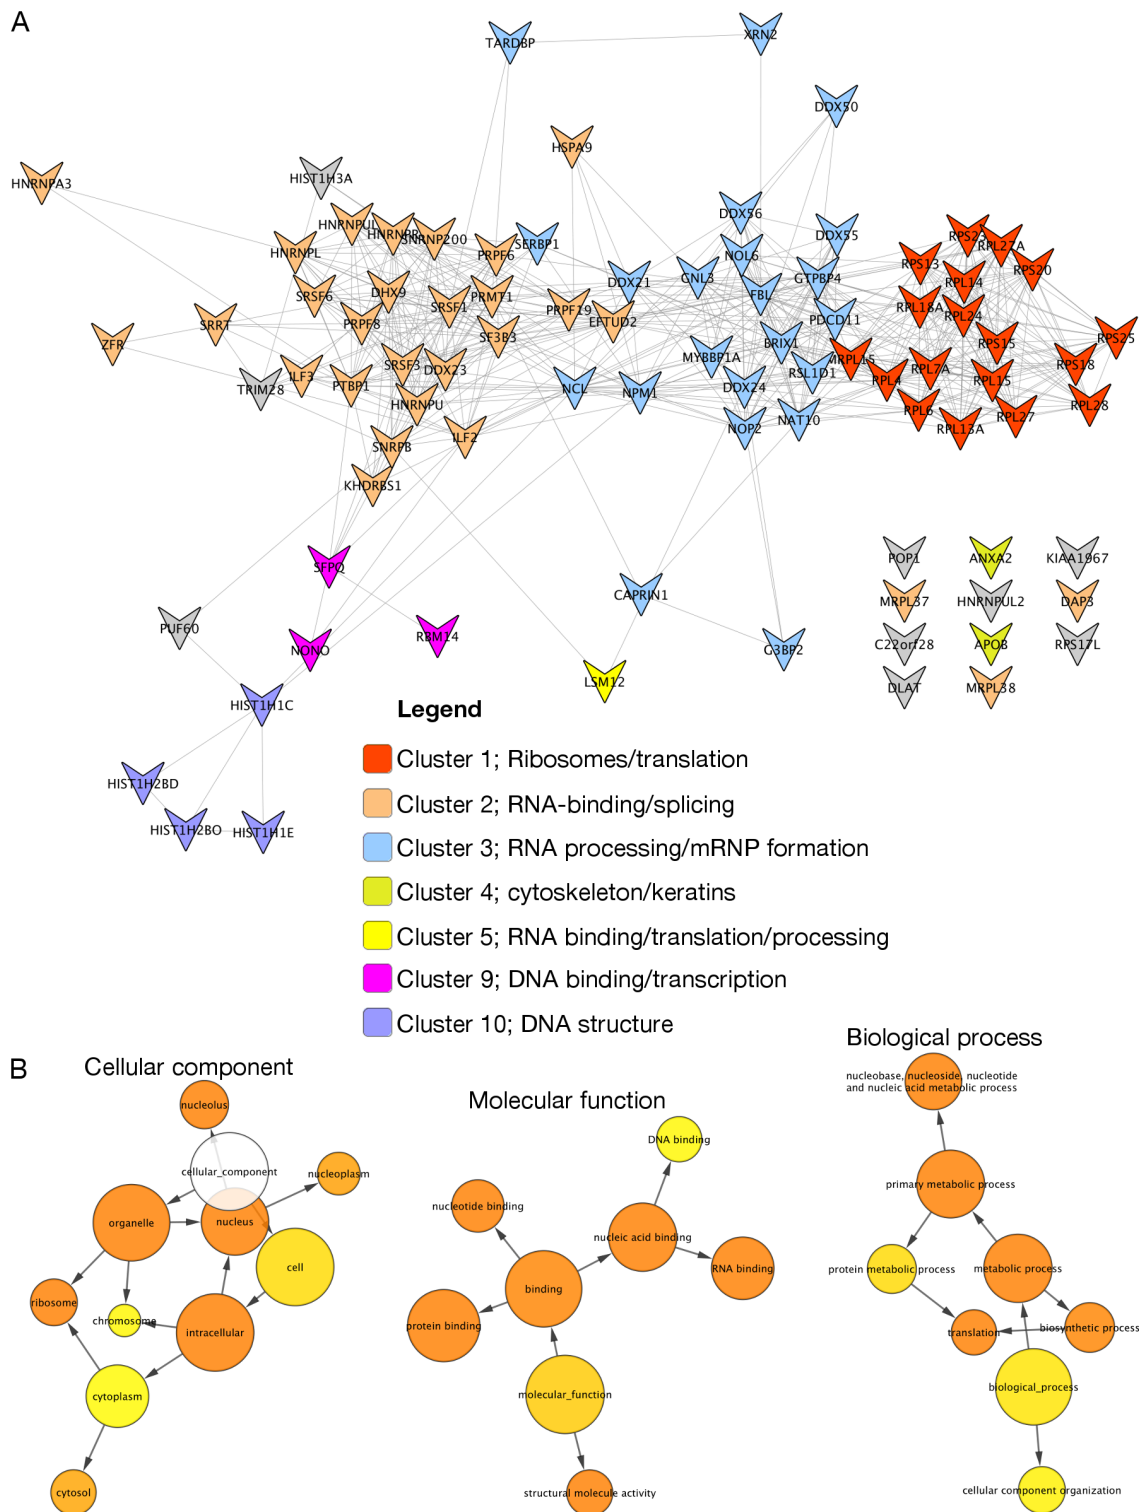 A
TARDBP
XRN2
DDX50
HSPA9
HNRNPA3
HIST1H3A
DDX56
HNRNPUL
HNRNPR
SNRNP200
SERBP1
DDX55
RPS23
RPL27A
HNRNPL
PRPF6
NOL6
RPS13
RPS20
DDX21
GNL3
GTPBP4
RPL14
SRSF6
DHX9
SRSF1
PRMT1
FBL
PRPF19
EFTUD2
RPL18A
RPL24
PDCD11
SRRT
PRPF8
SF3B3
RPS15
RPS25
ZFR
BRIX1
MYBBP1A
MRPL15
RPS18
SRSF3
DDX23
RSL1D1
RPL7A
ILF3
PTBP1
TRIM28
NCL
NPM1
DDX24
RPL4
RPL15
HNRNPU
RPL6
RPL27
RPL28
NOP2
NAT10
RPL13A
SNRPB
ILF2
KHDRBS1
SFPQ
POP1
ANXA2
KIAA1967
CAPRIN1
MRPL37
HNRNPUL2
DAP3
PUF60
RBM14
NONO
G3BP2
C22orf28
APOB
RPS17L
LSM12
DLAT
MRPL38
HIST1H1C
HIST1H2BD
HIST1H2BO
HIST1H1E
Legend
Cluster 1; Ribosomes/translation
Cluster 2; RNA-binding/splicing
Cluster 3; RNA processing/mRNP formation
Cluster 4; cytoskeleton/keratins
Cluster 5; RNA binding/translation/processing
Cluster 9; DNA binding/transcription
Cluster 10; DNA structure
B
Cellular component
nucleolus
cellular_component
nucleoplasm
organelle
nucleus
cell
ribosome
chromosome
intracellular
cytoplasm
cytosol
Molecular function
DNA binding
nucleotide binding
nucleic acid binding
RNA binding
binding
protein binding
molecular_function
structural molecule activity
Biological process
nucleobase, nucleoside, nucleotide
and nucleic acid metabolic process
primary metabolic process
protein metabolic process
metabolic process
translation
biosynthetic process
biological_process
cellular component organization